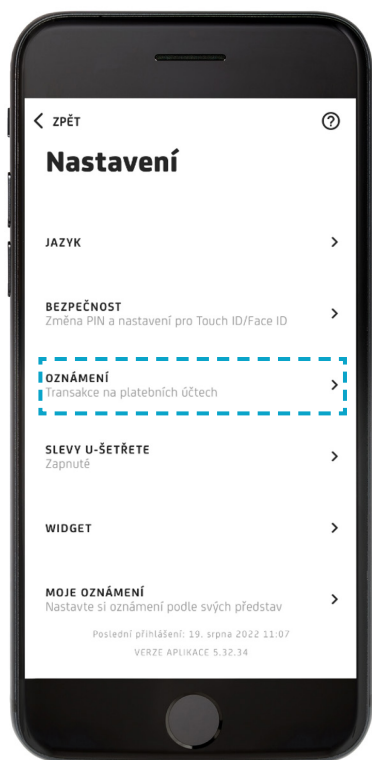 ZPĚT
Nastavení
JAZYK
BEZPEČNOST
Změna PIN a nastavení pro Touch ID/Face ID
OZNÁMENÍ
Transakce na platebních účtech
SLEVY U-ŠETŘETE
Zapnuté
WIDGET
MOJE OZNÁMENÍ
Nastavte si oznámení podle svých představ
Poslední přihlášení: 19. srpna 2022 11:07
VERZE APLIKACE 5.32.34